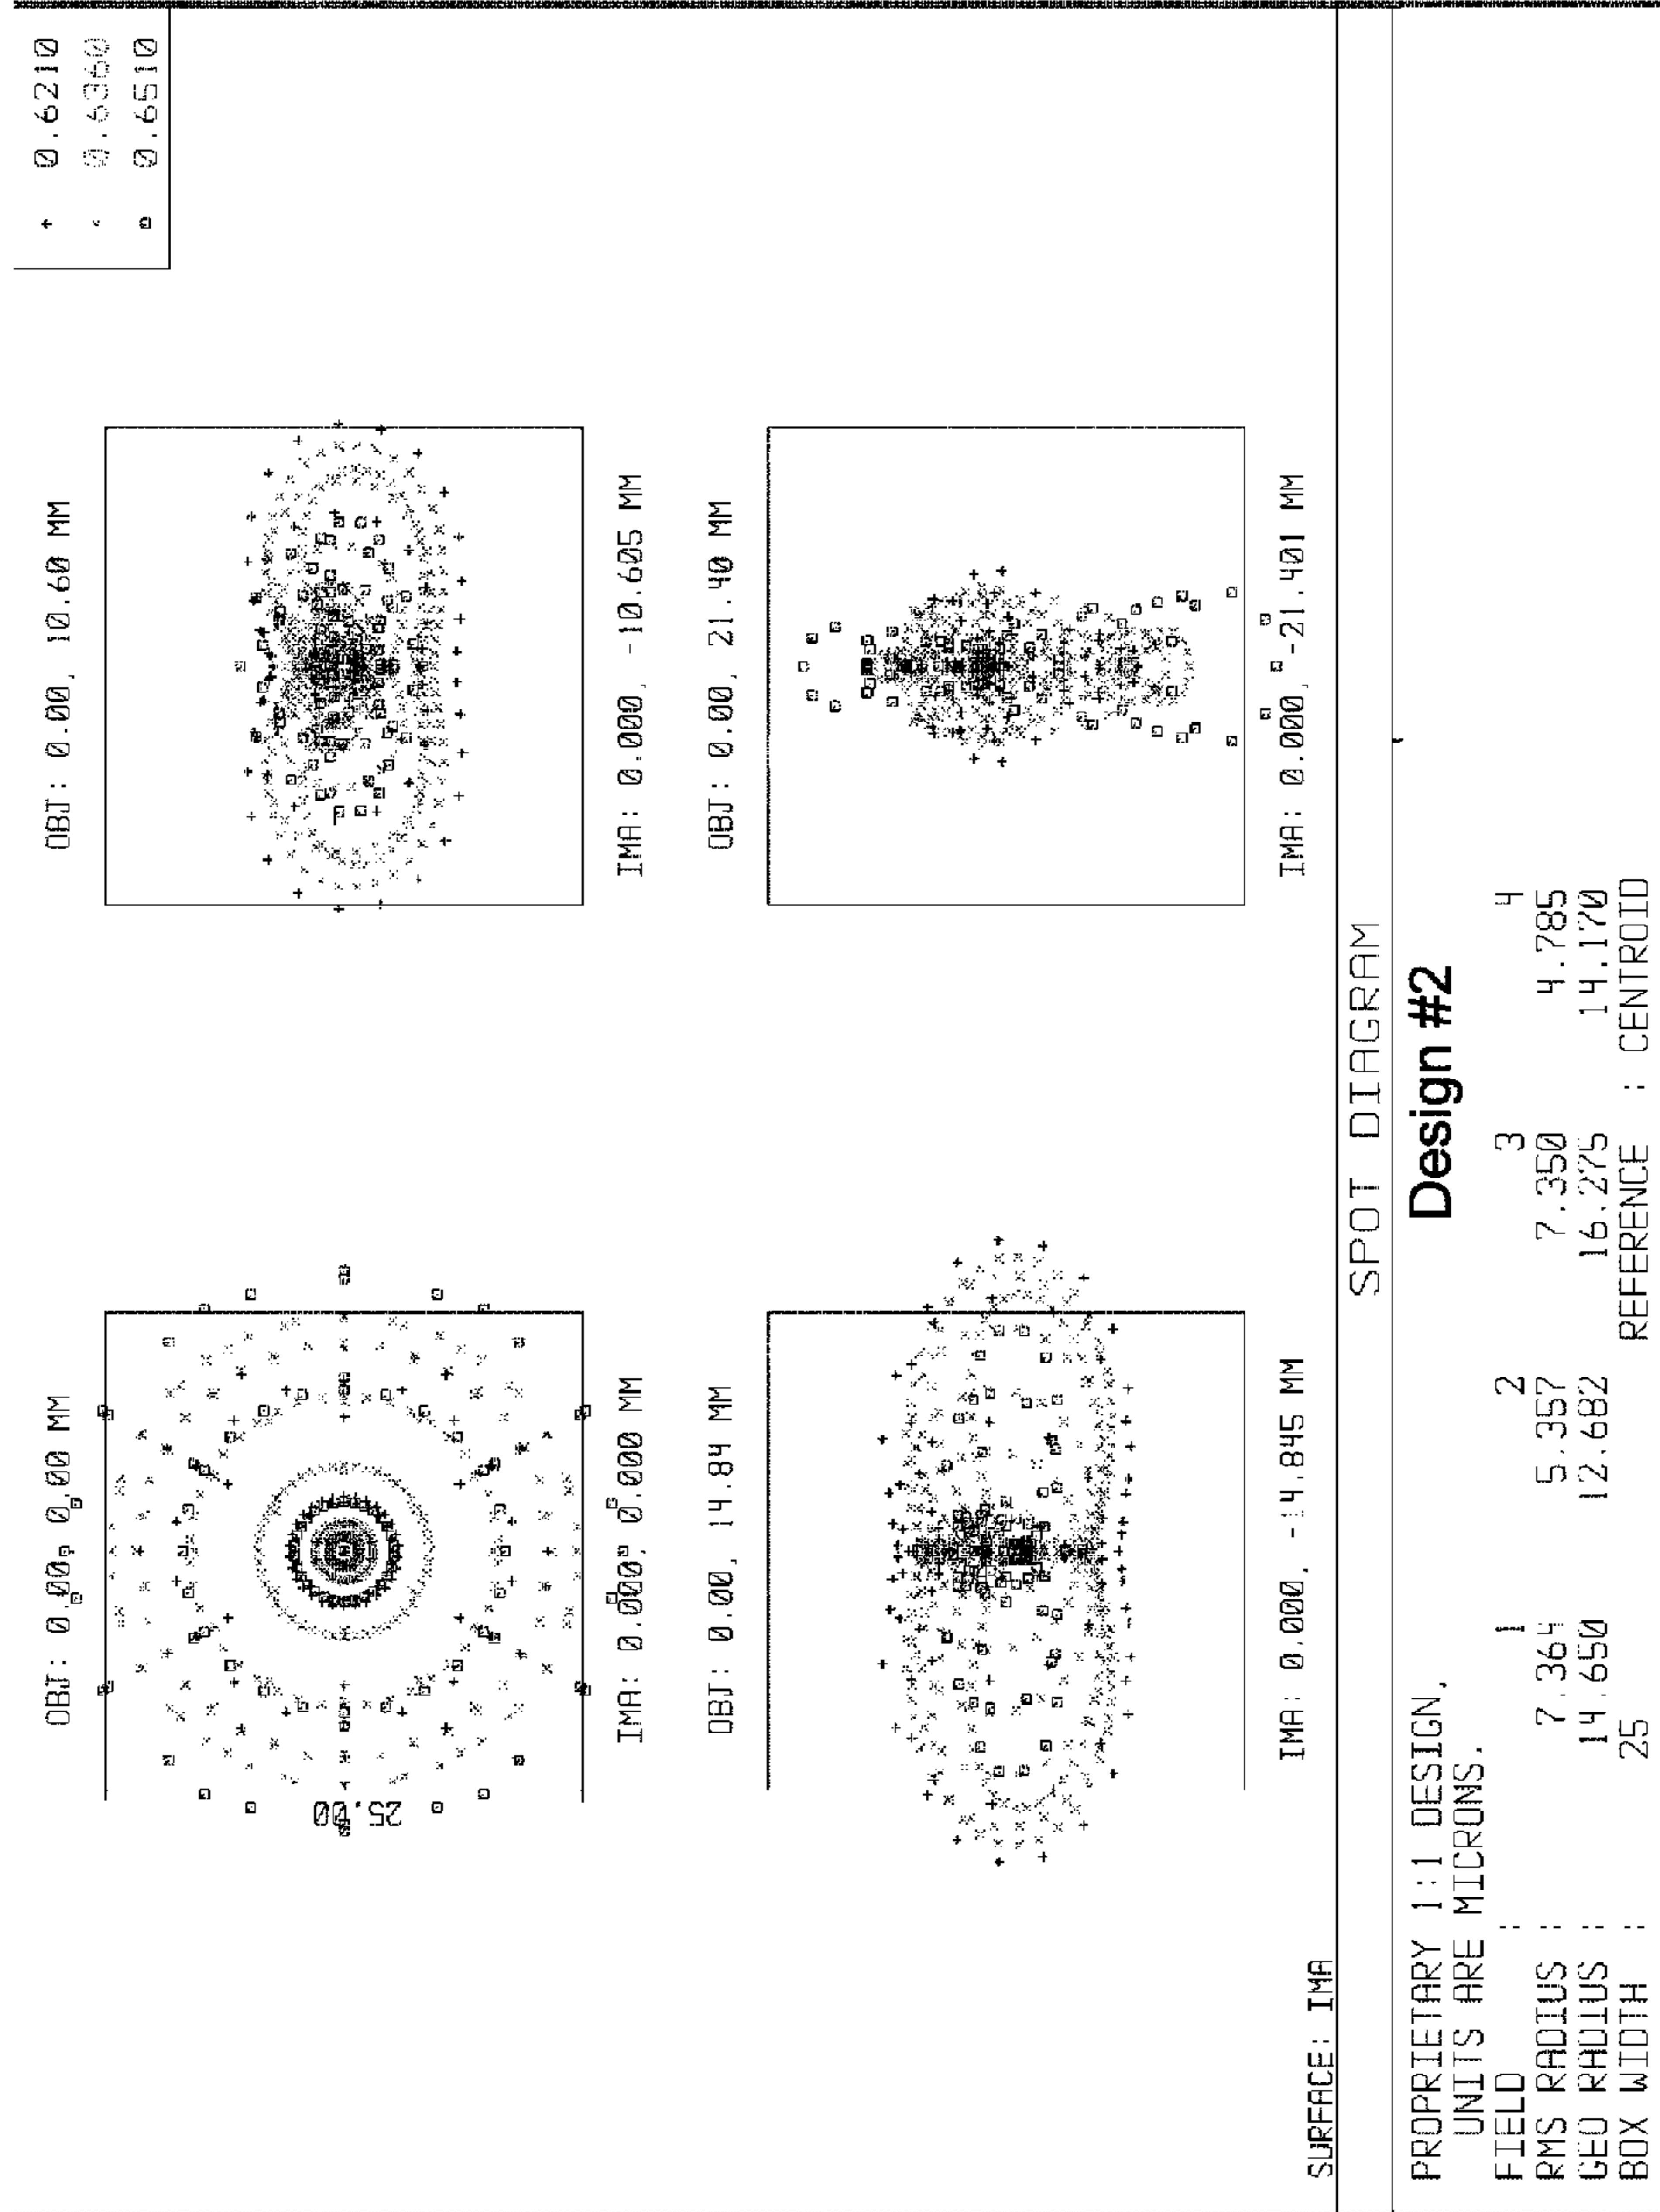 + 0.6210
× 0.6360
0.6510
OBJ: 0.00, 0.00 MM
OBJ: 0.00, 10.60 MM
25.00
IMA: 0.000, 0.000 MM
IMA: 0.000, -10.605 MM
OBJ: 0.00, 14.84 MM
OBJ: 0.00, 21.40 MM
IMA: 0.000, -14.845 MM
IMA: 0.000, -21.401 MM
SURFACE: IMA
SPOT DIAGRAM
PROPRIETARY 1:1 DESIGN.
Design #2
UNITS ARE MICRONS.
FIELD : 1 2 3 4
RMS RADIUS : 7.364 5.357 7.350 4.785
GEO RADIUS : 14.650 12.682 16.275 14.170
BOX WIDTH : 25 REFERENCE : CENTROID